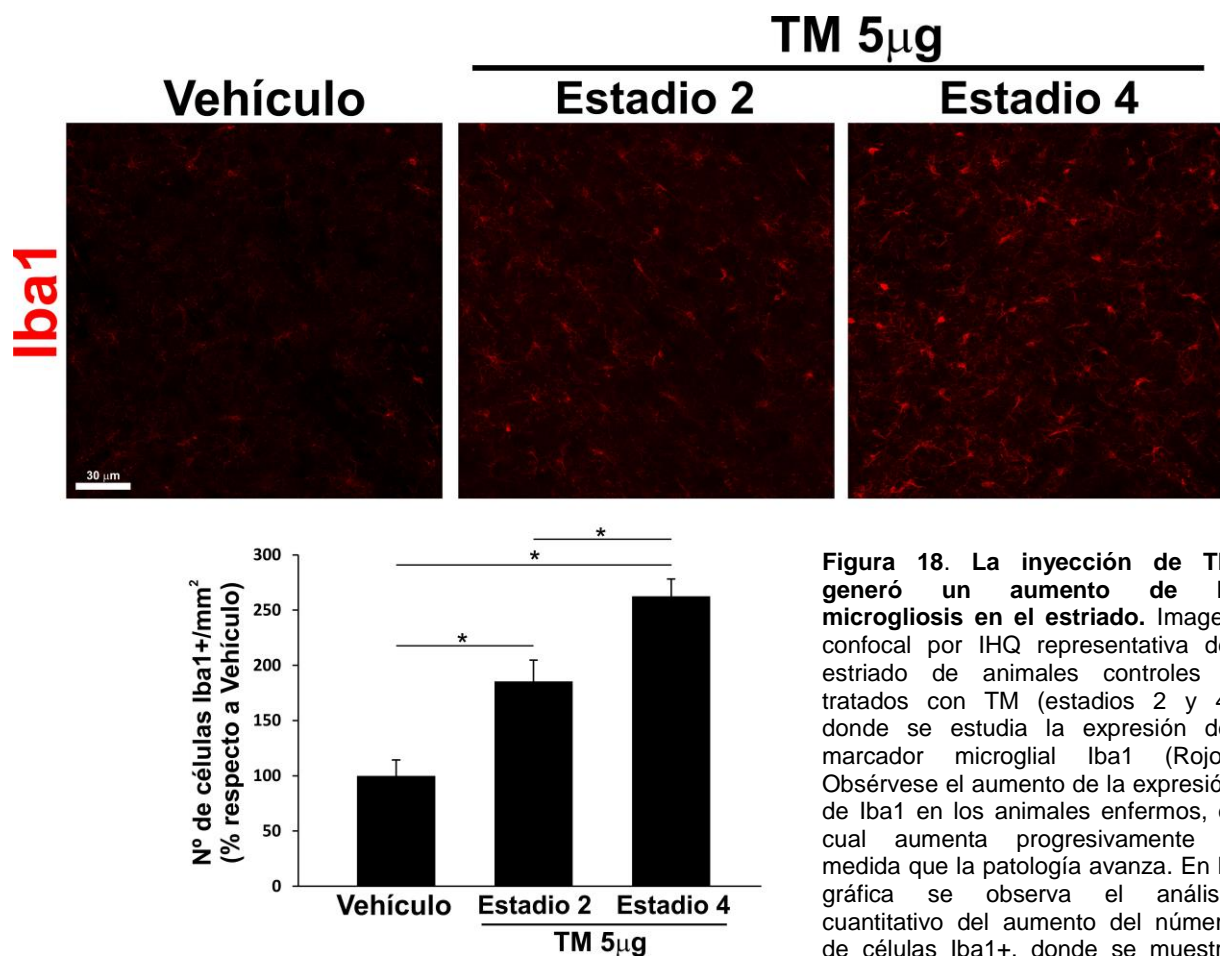 TM 5μg
Vehículo Estadio 2 Estadio 4
Iba1
30 μm
Nº de células Iba1+/mm²
(% respecto a Vehículo)
300
250
200
150
100
50
0
*
*
*
Vehículo Estadio 2 Estadio 4
TM 5μg
Figura 18. La inyección de
generó un aumento de
microgliosis en el estriado.
confocal por IHQ representativa
estriado de animales controles
tratados con TM (estadios 2 y 4
donde se estudia la expresión
marcador microglial Iba1 (Rojo
Obsérvese el aumento de la
de Iba1 en los animales enfermos,
cual aumenta progresivamente
medida que la patología avanza. En
gráfica se observa el
cuantitativo del aumento del
de células Iba1+, donde se